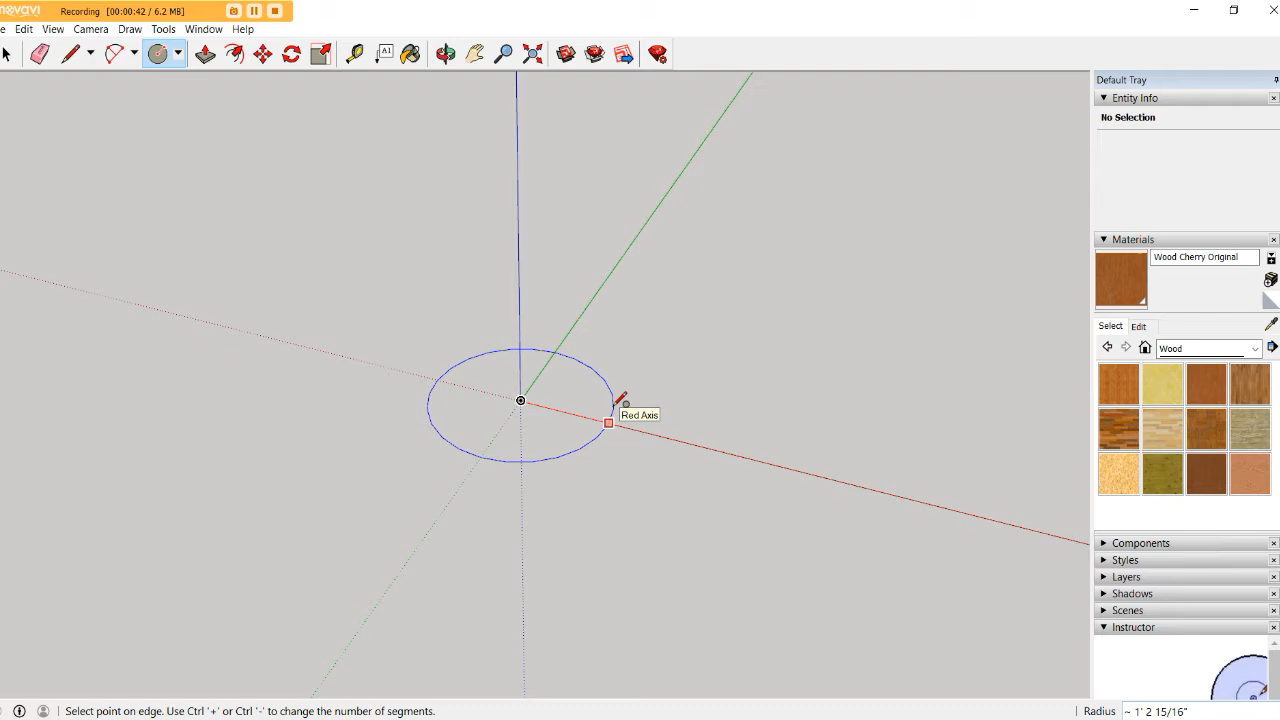 movavi Recording | 00:00:42 / 6.2 MB |
Edit View Camera Draw Tools Window Help
A1
Default Tray
Entity Info
No Selection
Materials
Wood Cherry Original
Select Edit
Wood
Red Axis
Components
Styles
Layers
Shadows
Scenes
Instructor
Select point on edge. Use Ctrl '+' or Ctrl '-' to change the number of segments.
Radius ~ 1' 2 15/16"